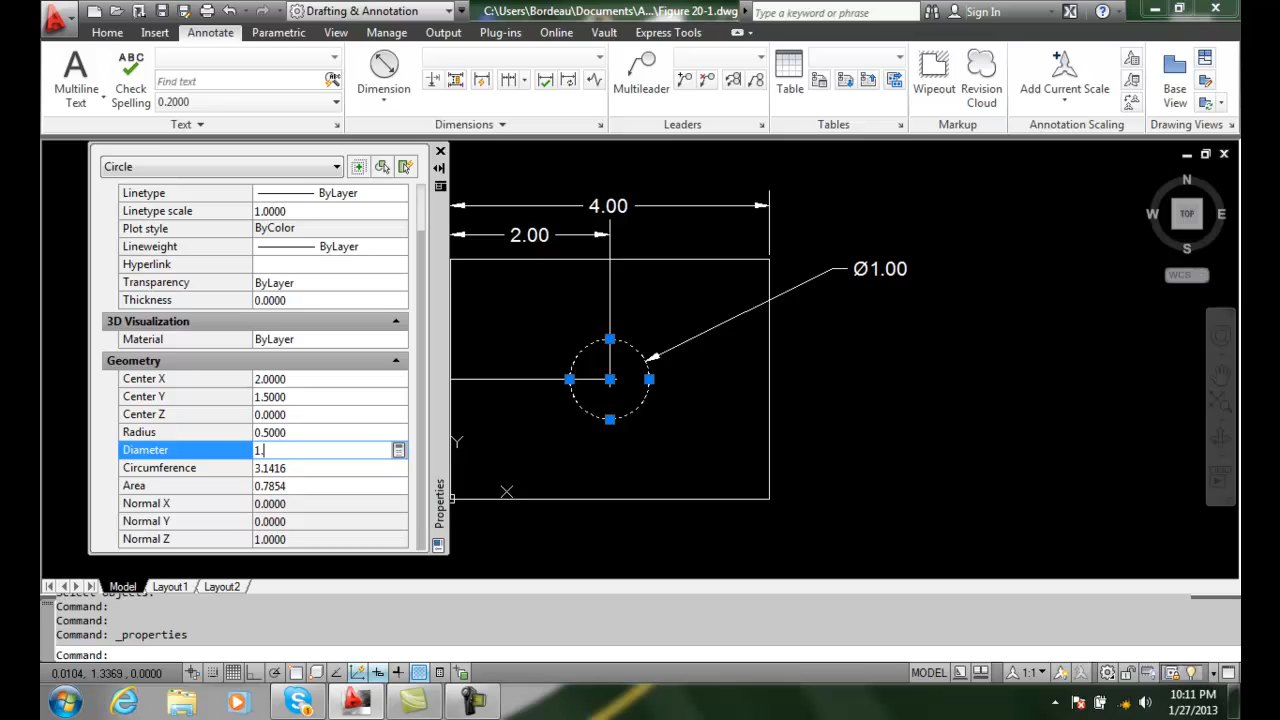 Drafting & Annotation
C:\Users\Bordeau\Documents\A...\Figure 20-1.dwg
Type a keyword or phrase
Sign In
Home Insert Annotate Parametric View Manage Output Plug-ins Online Vault Express Tools
Multiline Text
ABC
Check Spelling
Find text
0.2000
Text
Dimension
Dimensions
Multileader
Leaders
Table
Tables
Wipeout
Revision Cloud
Markup
Add Current Scale
Annotation Scaling
Base View
Drawing Views
Circle
Linetype ByLayer
Linetype scale 1.0000
Plot style ByColor
Lineweight ByLayer
Hyperlink
Transparency ByLayer
Thickness 0.0000
3D Visualization
Material ByLayer
Geometry
Center X 2.0000
Center Y 1.5000
Center Z 0.0000
Radius 0.5000
Diameter 1.
Circumference 3.1416
Area 0.7854
Normal X 0.0000
Normal Y 0.0000
Normal Z 1.0000
Properties
4.00
2.00
Ø1.00
Y
X
N
W TOP E
S
WCS
Model Layout1 Layout2
Select objects:
Command:
Command:
Command: _properties
Command:
0.0104, 1.3369, 0.0000
MODEL
1:1
10:11 PM
1/27/2013